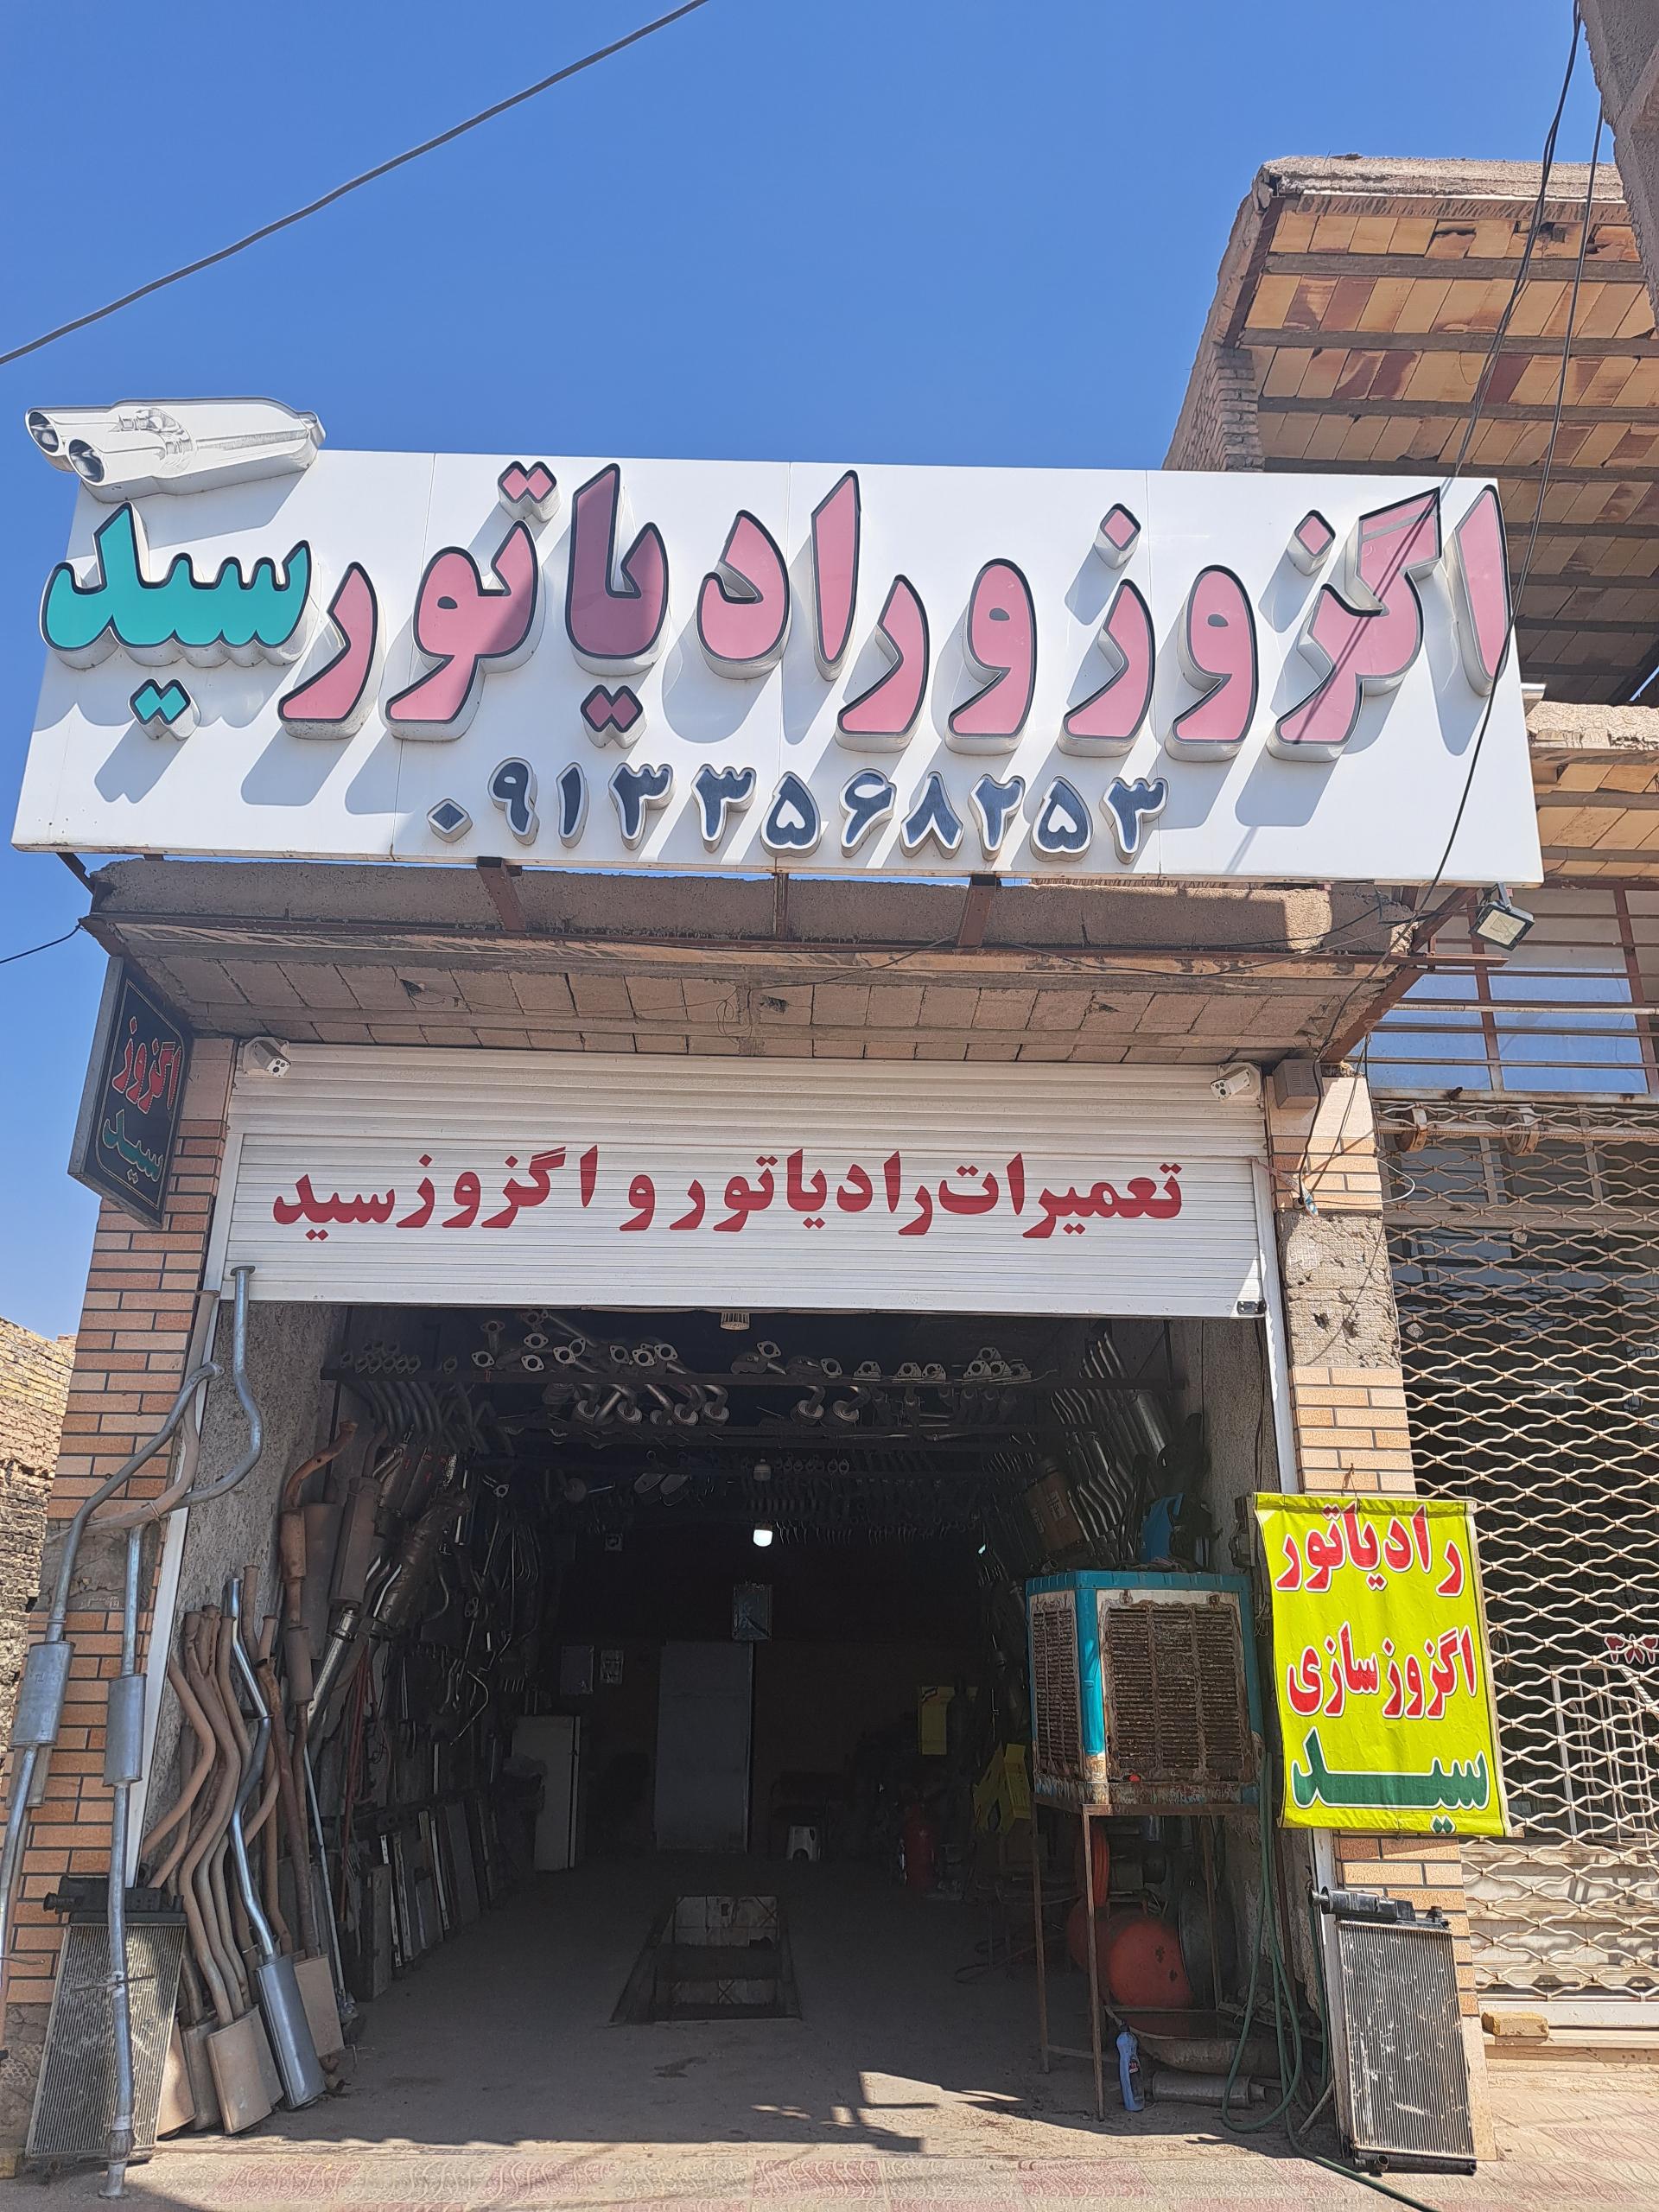 اگزوز و رادیاتور سید
۰۹۱۳۳۵۶۸۲۵۳
اگزوز
سید
تعمیرات رادیاتور و اگزوز سید
رادیاتور
اگزوز سازی
سید